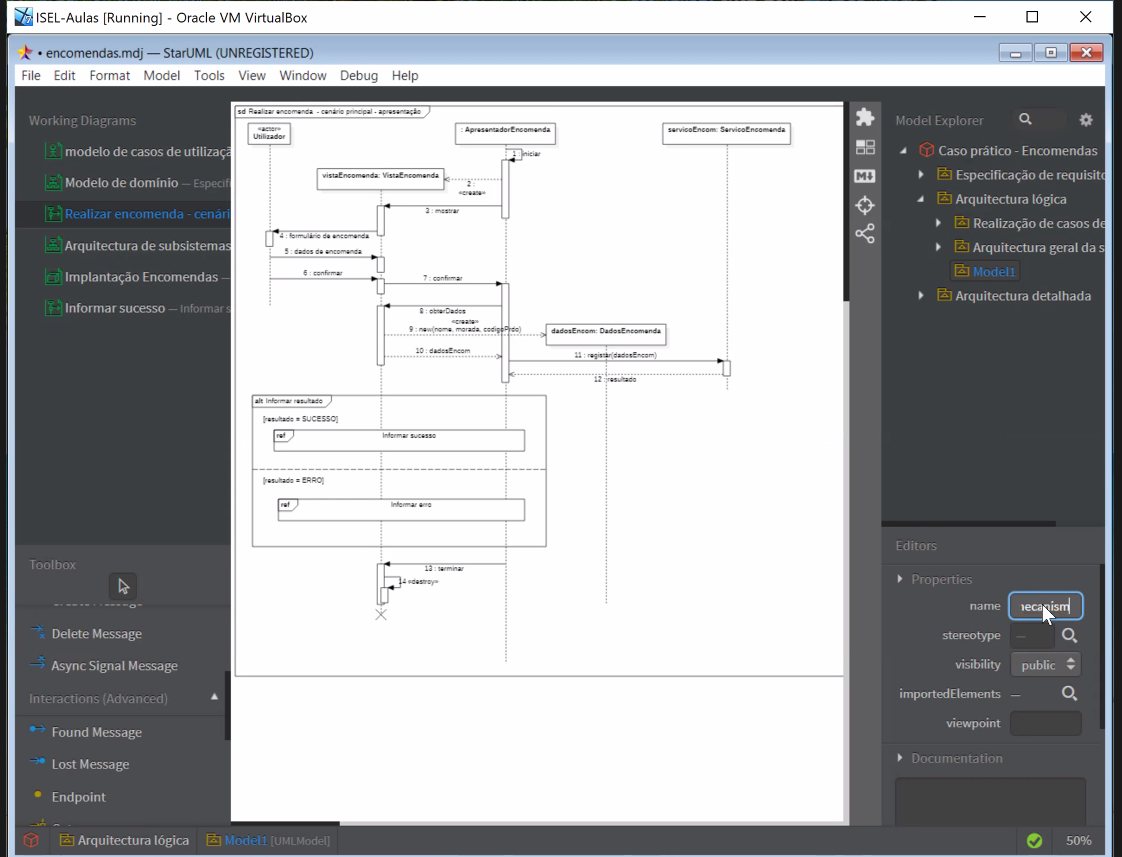 ISEL-Aulas [Running] - Oracle VM VirtualBox
• encomendas.mdj — StarUML (UNREGISTERED)
File Edit Format Model Tools View Window Debug Help
Working Diagrams
modelo de casos de utilizaçã
Modelo de domínio — Especifi
Realizar encomenda - cenári
Arquitectura de subsistemas
Implantação Encomendas —
Informar sucesso — Informar s
Toolbox
Delete Message
Async Signal Message
Interactions (Advanced)
Found Message
Lost Message
Endpoint
sd Realizar encomenda - cenário principal - apresentação
«actor»
Utilizador
: ApresentadorEncomenda
servicoEncom: ServicoEncomenda
1 : iniciar
vistaEncomenda: VistaEncomenda
2 :
«create»
3 : mostrar
4 : formulário de encomenda
5 : dados de encomenda
6 : confirmar
7 : confirmar
8 : obterDados
«create»
9 : new(nome, morada, codigoPrdo)
dadosEncom: DadosEncomenda
10 : dadosEncom
11 : registar(dadosEncom)
12 : resultado
alt Informar resultado
[resultado = SUCESSO]
ref
Informar sucesso
[resultado = ERRO]
ref
Informar erro
13 : terminar
14 «destroy»
Model Explorer
Caso prático - Encomendas
Especificação de requisito
Arquitectura lógica
Realização de casos de
Arquitectura geral da s
Model1
Arquitectura detalhada
Editors
Properties
name
ecanism
stereotype —
visibility public
importedElements —
viewpoint
Documentation
Arquitectura lógica Model1 [UMLModel]
50%